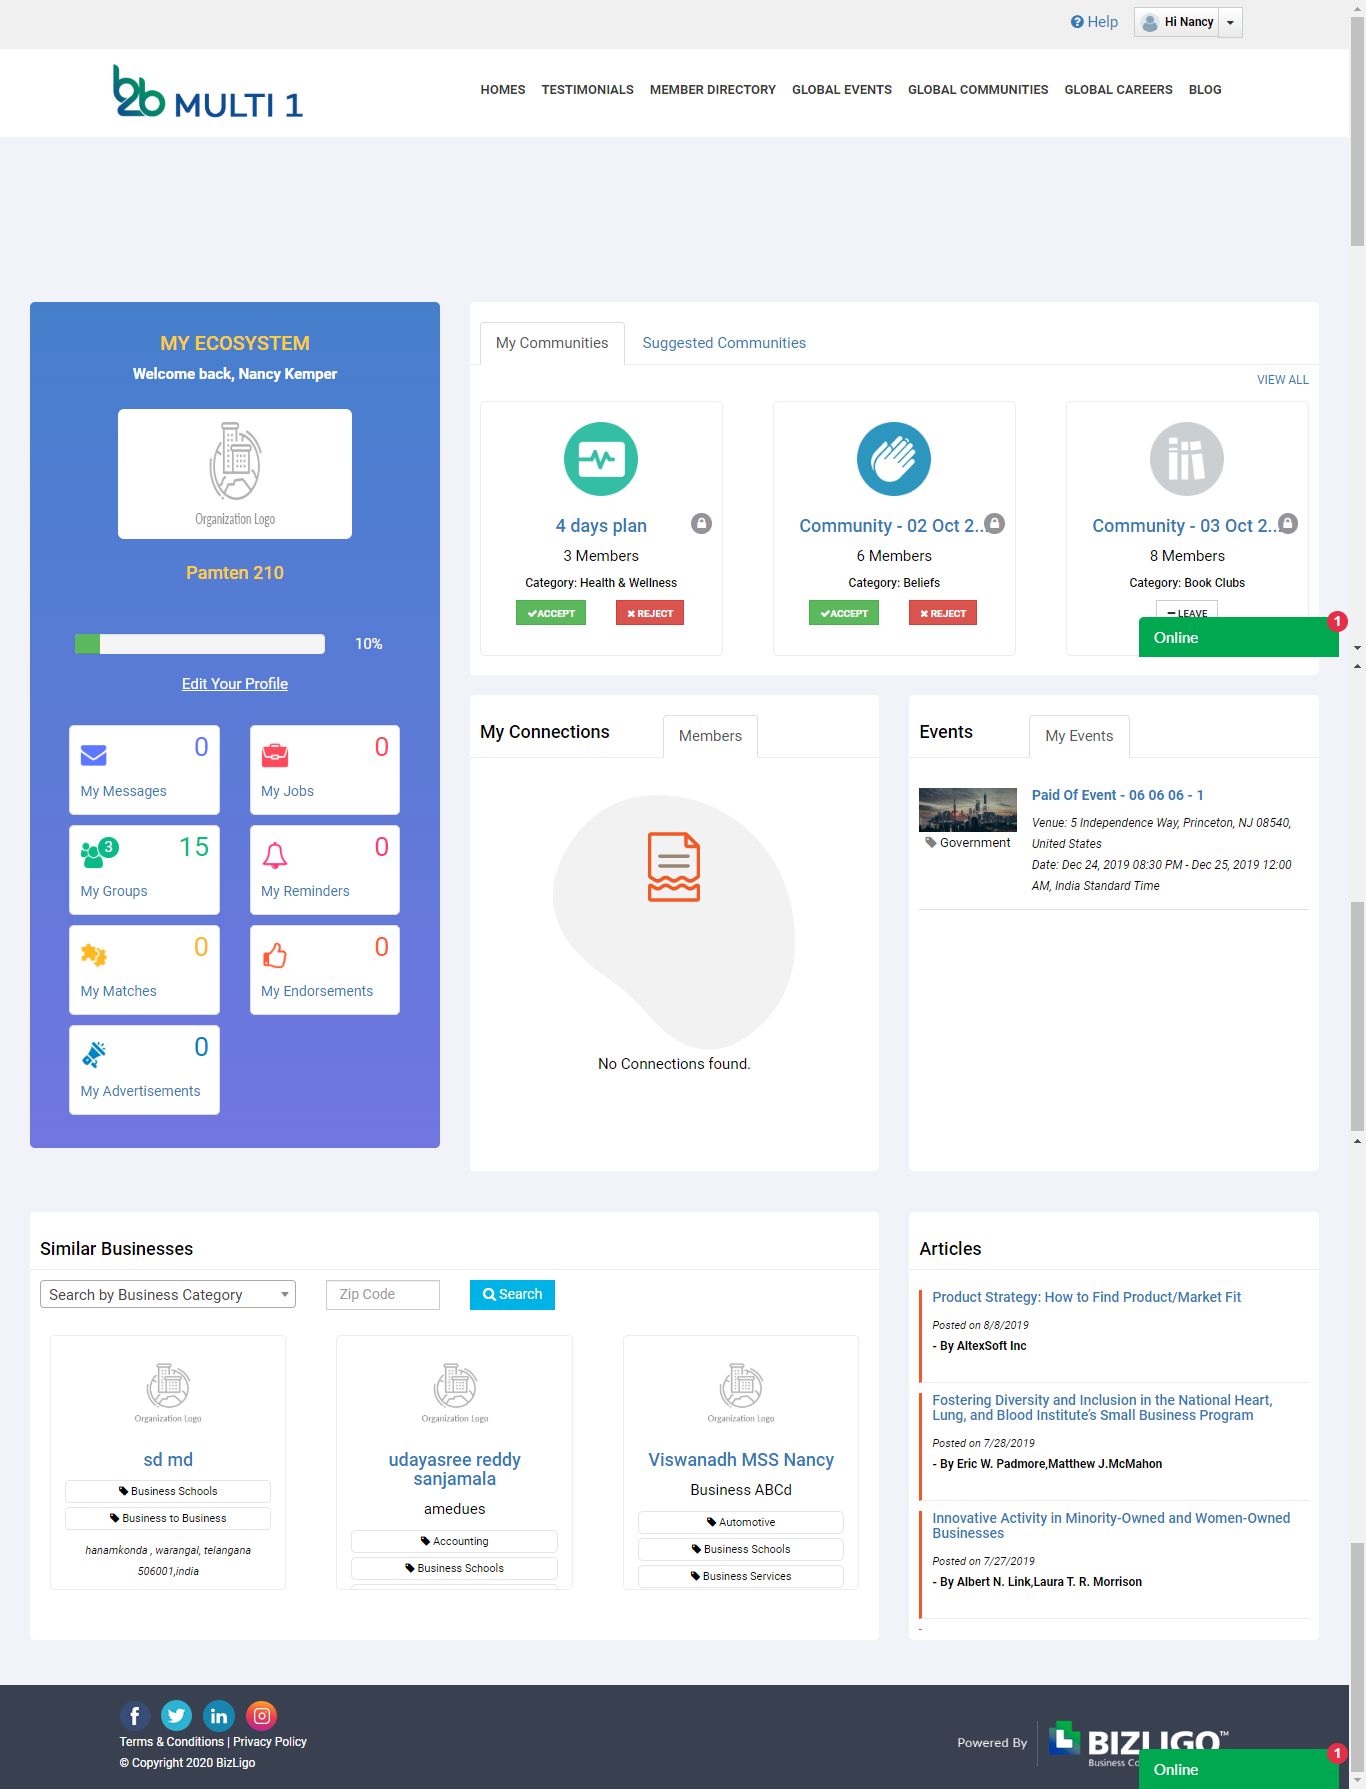 Help
Hi Nancy
b2b MULTI 1
HOMES TESTIMONIALS MEMBER DIRECTORY GLOBAL EVENTS GLOBAL COMMUNITIES GLOBAL CAREERS BLOG
MY ECOSYSTEM
Welcome back, Nancy Kemper
Organization Logo
Pamten 210
10%
Edit Your Profile
0
My Messages
0
My Jobs
3
15
My Groups
0
My Reminders
0
My Matches
0
My Endorsements
0
My Advertisements
My Communities
Suggested Communities
VIEW ALL
4 days plan
3 Members
Category: Health & Wellness
ACCEPT
REJECT
Community - 02 Oct 2...
6 Members
Category: Beliefs
ACCEPT
REJECT
Community - 03 Oct 2...
8 Members
Category: Book Clubs
LEAVE
Online
1
My Connections
Members
No Connections found.
Events
My Events
Government
Paid Of Event - 06 06 06 - 1
Venue: 5 Independence Way, Princeton, NJ 08540,
United States
Date: Dec 24, 2019 08:30 PM - Dec 25, 2019 12:00
AM, India Standard Time
Similar Businesses
Search by Business Category
Zip Code
Search
Organization Logo
sd md
Business Schools
Business to Business
hanamkonda , warangal, telangana
506001,india
Organization Logo
udayasree reddy
sanjamala
amedues
Accounting
Business Schools
Organization Logo
Viswanadh MSS Nancy
Business ABCd
Automotive
Business Schools
Business Services
Articles
Product Strategy: How to Find Product/Market Fit
Posted on 8/8/2019
- By AltexSoft Inc
Fostering Diversity and Inclusion in the National Heart,
Lung, and Blood Institute's Small Business Program
Posted on 7/28/2019
- By Eric W. Padmore,Matthew J.McMahon
Innovative Activity in Minority-Owned and Women-Owned
Businesses
Posted on 7/27/2019
- By Albert N. Link,Laura T. R. Morrison
Terms & Conditions | Privacy Policy
© Copyright 2020 BizLigo
Powered By
BIZLIGO™
Business Co
Online
1